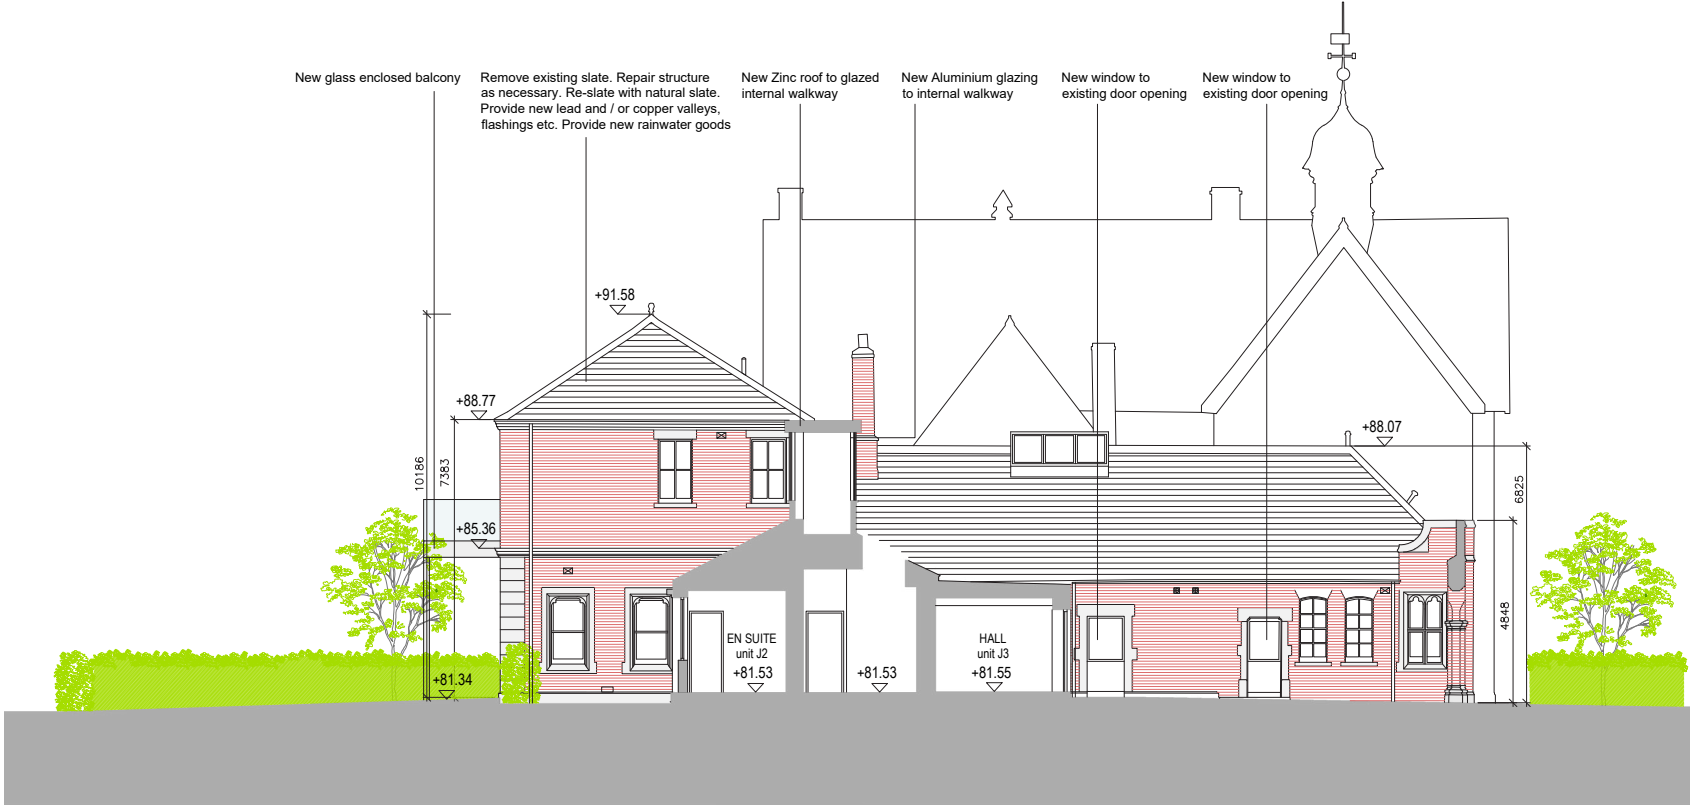 New glass enclosed balcony
Remove existing slate. Repair structure
as necessary. Re-slate with natural slate.
Provide new lead and / or copper valleys,
flashings etc. Provide new rainwater goods
New Zinc roof to glazed
internal walkway
New Aluminium glazing
to internal walkway
New window to
existing door opening
New window to
existing door opening
+91.58
+88.77
+88.07
10186
7383
6825
+85.36
4848
EN SUITE
unit J2
+81.53
+81.53
HALL
unit J3
+81.55
+81.34